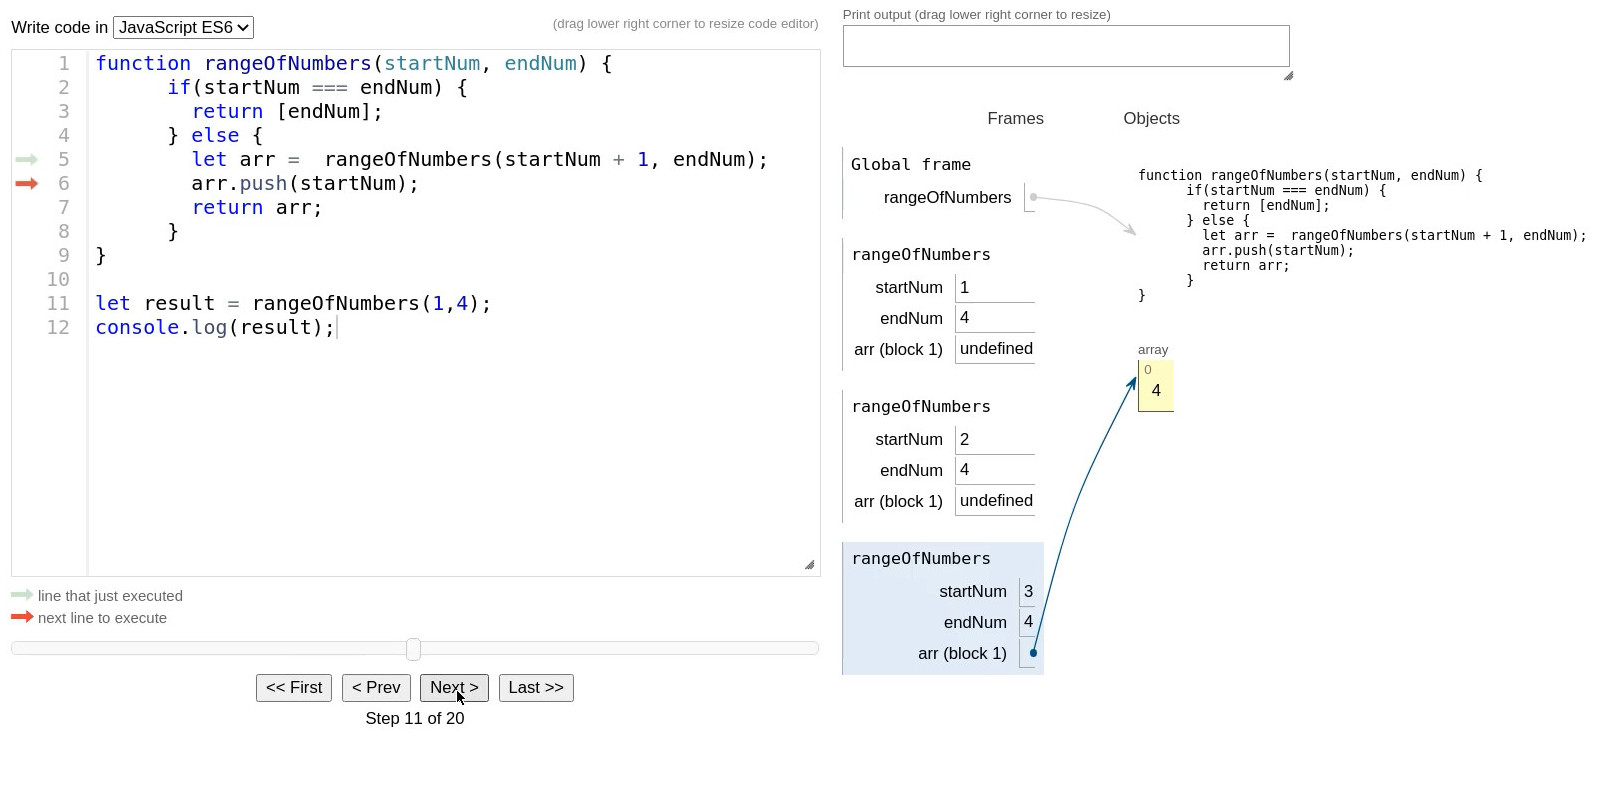 Write code in JavaScript ES6
(drag lower right corner to resize code editor)
1 function rangeOfNumbers(startNum, endNum) {
2       if(startNum === endNum) {
3         return [endNum];
4       } else {
5         let arr =  rangeOfNumbers(startNum + 1, endNum);
6         arr.push(startNum);
7         return arr;
8       }
9 }
10
11 let result = rangeOfNumbers(1,4);
12 console.log(result);
line that just executed
next line to execute
<< First
< Prev
Next >
Last >>
Step 11 of 20
Print output (drag lower right corner to resize)
Frames
Objects
Global frame
rangeOfNumbers
rangeOfNumbers
startNum 1
endNum 4
arr (block 1) undefined
rangeOfNumbers
startNum 2
endNum 4
arr (block 1) undefined
rangeOfNumbers
startNum 3
endNum 4
arr (block 1)
function rangeOfNumbers(startNum, endNum) {
      if(startNum === endNum) {
        return [endNum];
      } else {
        let arr =  rangeOfNumbers(startNum + 1, endNum);
        arr.push(startNum);
        return arr;
      }
}
array
0
4